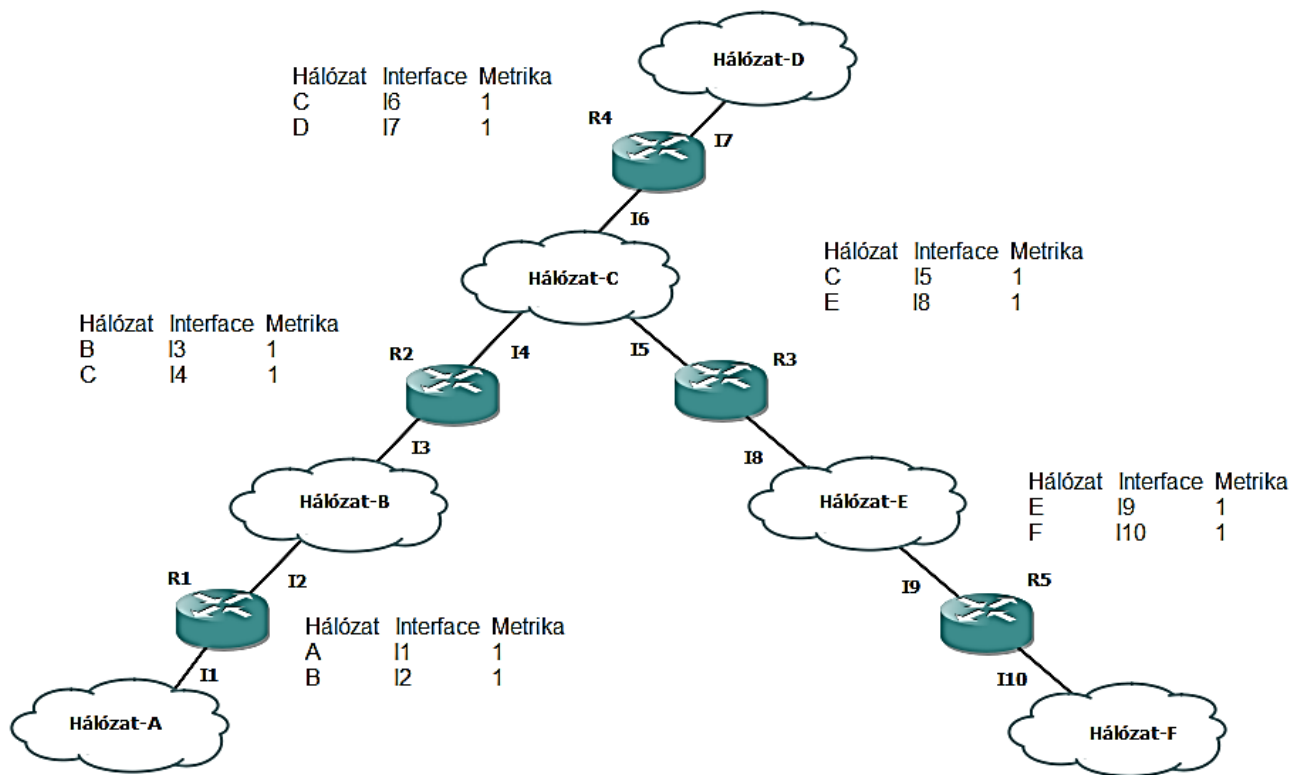 Hálózat-D
Hálózat Interface Metrika
C I6 1
D I7 1
R4
I7
I6
Hálózat-C
Hálózat Interface Metrika
C I5 1
E I8 1
Hálózat Interface Metrika
B I3 1
C I4 1
R2
I4
I5
R3
I3
I8
Hálózat-B
Hálózat-E
Hálózat Interface Metrika
E I9 1
F I10 1
R1
I2
I9
R5
Hálózat Interface Metrika
A I1 1
B I2 1
I1
I10
Hálózat-A
Hálózat-F